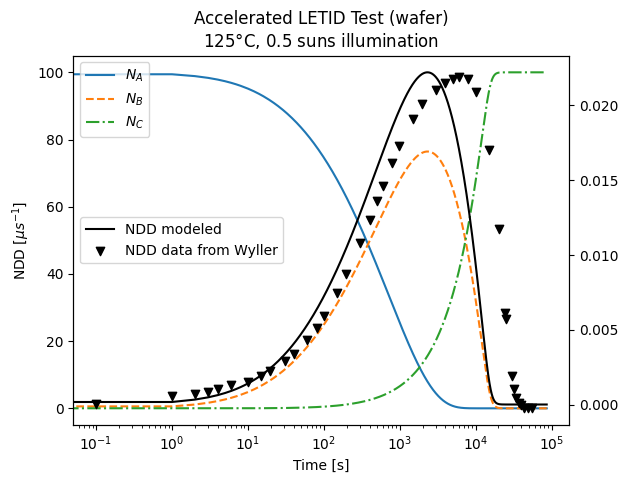 Accelerated LETID Test (wafer)
125°C, 0.5 suns illumination
N_A
N_B
N_C
NDD modeled
NDD data from Wyller
NDD [μs⁻¹]
100
80
60
40
20
0
0.020
0.015
0.010
0.005
0.000
10⁻¹
10⁰
10¹
10²
10³
10⁴
10⁵
Time [s]